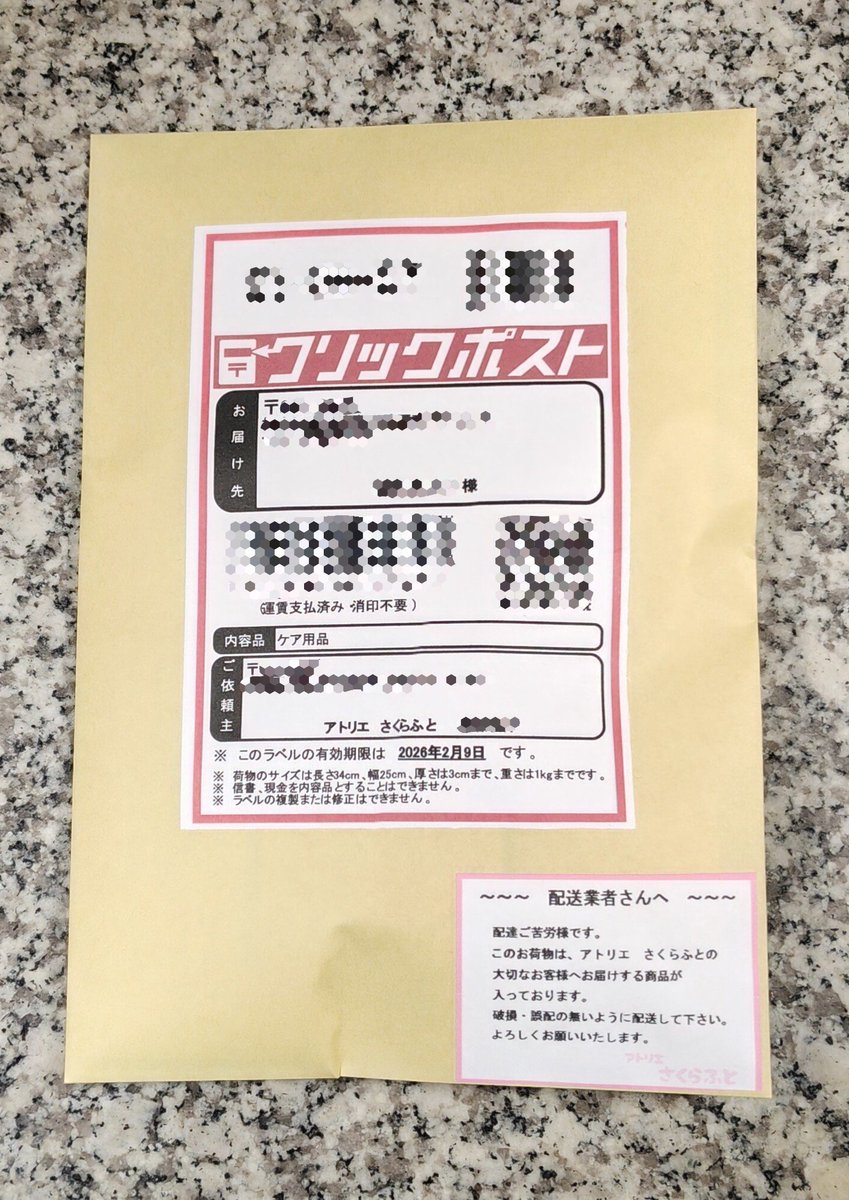 クリックポスト
お届け先
〒
様
(運賃支払済み・消印不要)
内容品 ケア用品
ご依頼主
〒
アトリエ さくらふと
※ このラベルの有効期限は 2026年2月9日 です。
※ 荷物のサイズは長さ34cm、幅25cm、厚さは3cmまで、重さは1kgまでです。
※ 信書、現金を内容品とすることはできません。
※ ラベルの複製または修正はできません。
～～～ 配送業者さんへ ～～～
配達ご苦労様です。
このお荷物は、アトリエ さくらふとの
大切なお客様へお届けする商品が
入っております。
破損・誤配の無いように配送して下さい。
よろしくお願いいたします。
アトリエ
さくらふと